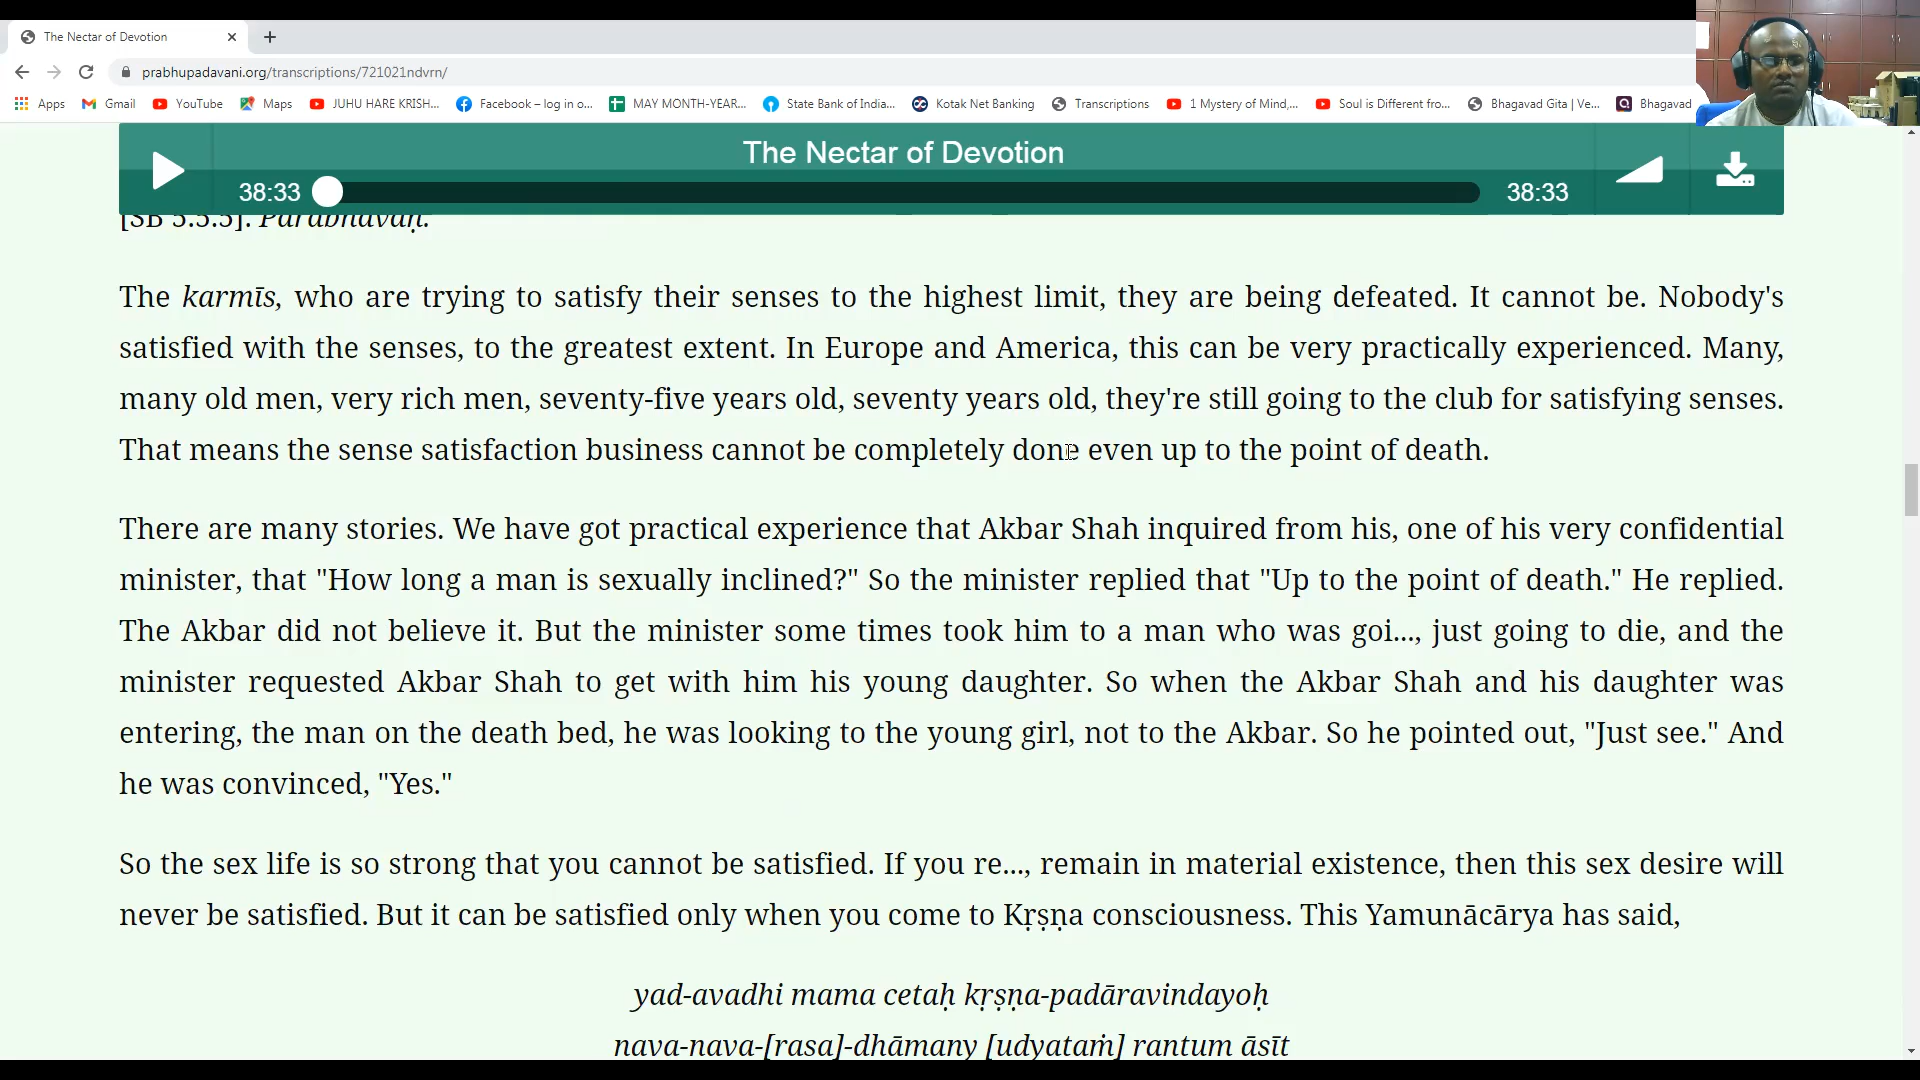 The Nectar of Devotion
prabhupadavani.org/transcriptions/721021ndvrn/
Apps Gmail YouTube Maps JUHU HARE KRISH... Facebook – log in o... MAY MONTH-YEAR... State Bank of India... Kotak Net Banking Transcriptions 1 Mystery of Mind,... Soul is Different fro... Bhagavad Gita | Ve... Bhagavad
The Nectar of Devotion
38:33 38:33
[SB 5.5.5]. Parābhavaḥ.
The karmīs, who are trying to satisfy their senses to the highest limit, they are being defeated. It cannot be. Nobody's
satisfied with the senses, to the greatest extent. In Europe and America, this can be very practically experienced. Many,
many old men, very rich men, seventy-five years old, seventy years old, they're still going to the club for satisfying senses.
That means the sense satisfaction business cannot be completely done even up to the point of death.
There are many stories. We have got practical experience that Akbar Shah inquired from his, one of his very confidential
minister, that "How long a man is sexually inclined?" So the minister replied that "Up to the point of death." He replied.
The Akbar did not believe it. But the minister some times took him to a man who was goi..., just going to die, and the
minister requested Akbar Shah to get with him his young daughter. So when the Akbar Shah and his daughter was
entering, the man on the death bed, he was looking to the young girl, not to the Akbar. So he pointed out, "Just see." And
he was convinced, "Yes."
So the sex life is so strong that you cannot be satisfied. If you re..., remain in material existence, then this sex desire will
never be satisfied. But it can be satisfied only when you come to Kṛṣṇa consciousness. This Yamunācārya has said,
yad-avadhi mama cetaḥ kṛṣṇa-padāravindayoḥ
nava-nava-[rasa]-dhāmany [udyataṁ] rantum āsīt